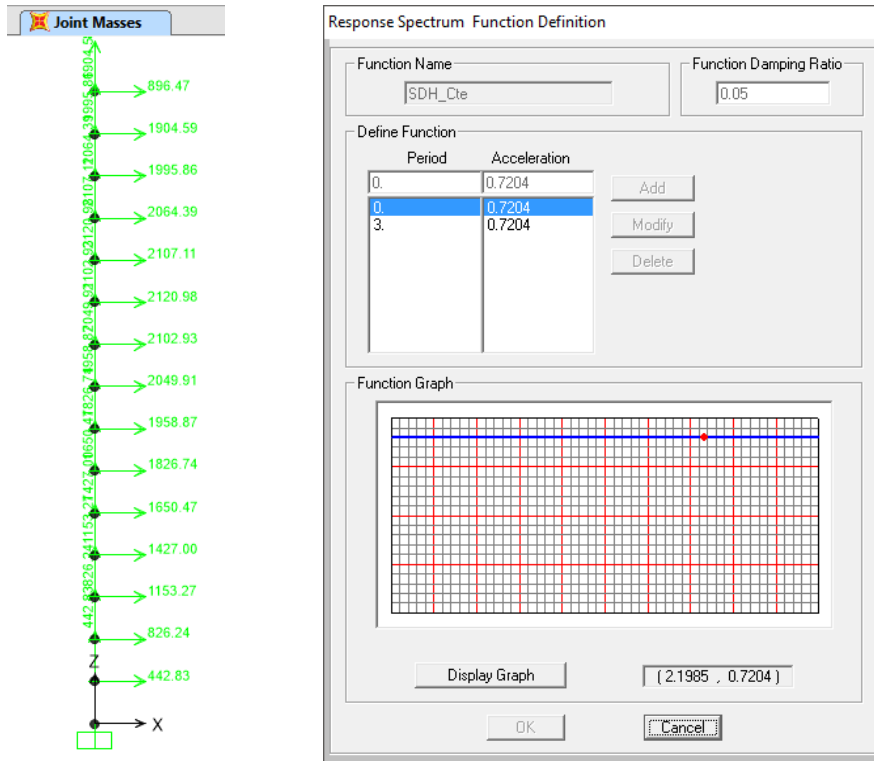 Joint Masses
896.47
1904.59
1995.86
2064.39
2107.11
2120.98
2102.93
2049.91
1958.87
1826.74
1650.47
1427.00
1153.27
826.24
442.83
Z
X
Response Spectrum Function Definition
Function Name
SDH_Cte
Function Damping Ratio
0.05
Define Function
Period Acceleration
0. 0.7204
0. 0.7204
3. 0.7204
Add
Modify
Delete
Function Graph
Display Graph
( 2.1985 , 0.7204 )
OK
Cancel